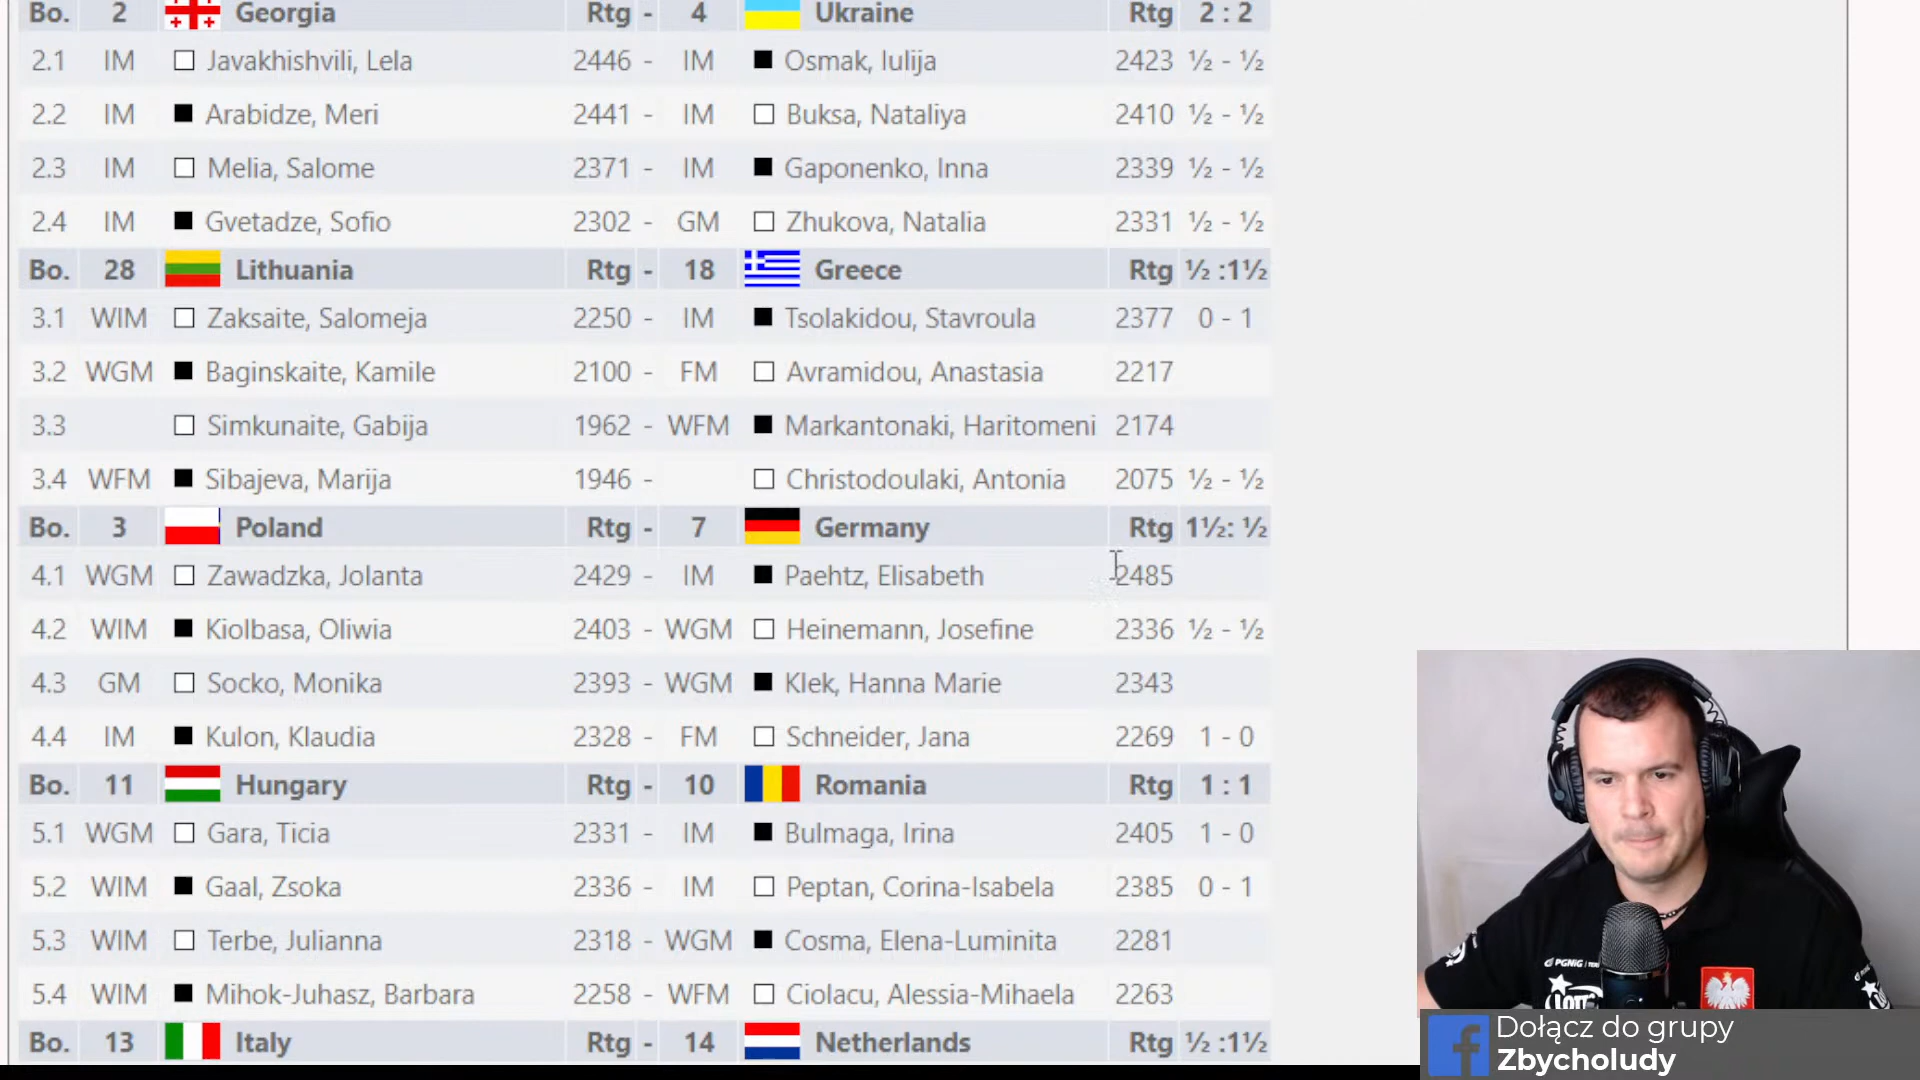 Bo. 2 Georgia Rtg - 4 Ukraine Rtg 2 : 2
2.1 IM Javakhishvili, Lela 2446 - IM Osmak, Iulija 2423 ½ - ½
2.2 IM Arabidze, Meri 2441 - IM Buksa, Nataliya 2410 ½ - ½
2.3 IM Melia, Salome 2371 - IM Gaponenko, Inna 2339 ½ - ½
2.4 IM Gvetadze, Sofio 2302 - GM Zhukova, Natalia 2331 ½ - ½
Bo. 28 Lithuania Rtg - 18 Greece Rtg ½ :1½
3.1 WIM Zaksaite, Salomeja 2250 - IM Tsolakidou, Stavroula 2377 0 - 1
3.2 WGM Baginskaite, Kamile 2100 - FM Avramidou, Anastasia 2217
3.3 Simkunaite, Gabija 1962 - WFM Markantonaki, Haritomeni 2174
3.4 WFM Sibajeva, Marija 1946 - Christodoulaki, Antonia 2075 ½ - ½
Bo. 3 Poland Rtg - 7 Germany Rtg 1½: ½
4.1 WGM Zawadzka, Jolanta 2429 - IM Paehtz, Elisabeth 2485
4.2 WIM Kiolbasa, Oliwia 2403 - WGM Heinemann, Josefine 2336 ½ - ½
4.3 GM Socko, Monika 2393 - WGM Klek, Hanna Marie 2343
4.4 IM Kulon, Klaudia 2328 - FM Schneider, Jana 2269 1 - 0
Bo. 11 Hungary Rtg - 10 Romania Rtg 1 : 1
5.1 WGM Gara, Ticia 2331 - IM Bulmaga, Irina 2405 1 - 0
5.2 WIM Gaal, Zsoka 2336 - IM Peptan, Corina-Isabela 2385 0 - 1
5.3 WIM Terbe, Julianna 2318 - WGM Cosma, Elena-Luminita 2281
5.4 WIM Mihok-Juhasz, Barbara 2258 - WFM Ciolacu, Alessia-Mihaela 2263
Bo. 13 Italy Rtg - 14 Netherlands Rtg ½ :1½
PGNiG
LOTTO
Dołącz do grupy
Zbycholudy